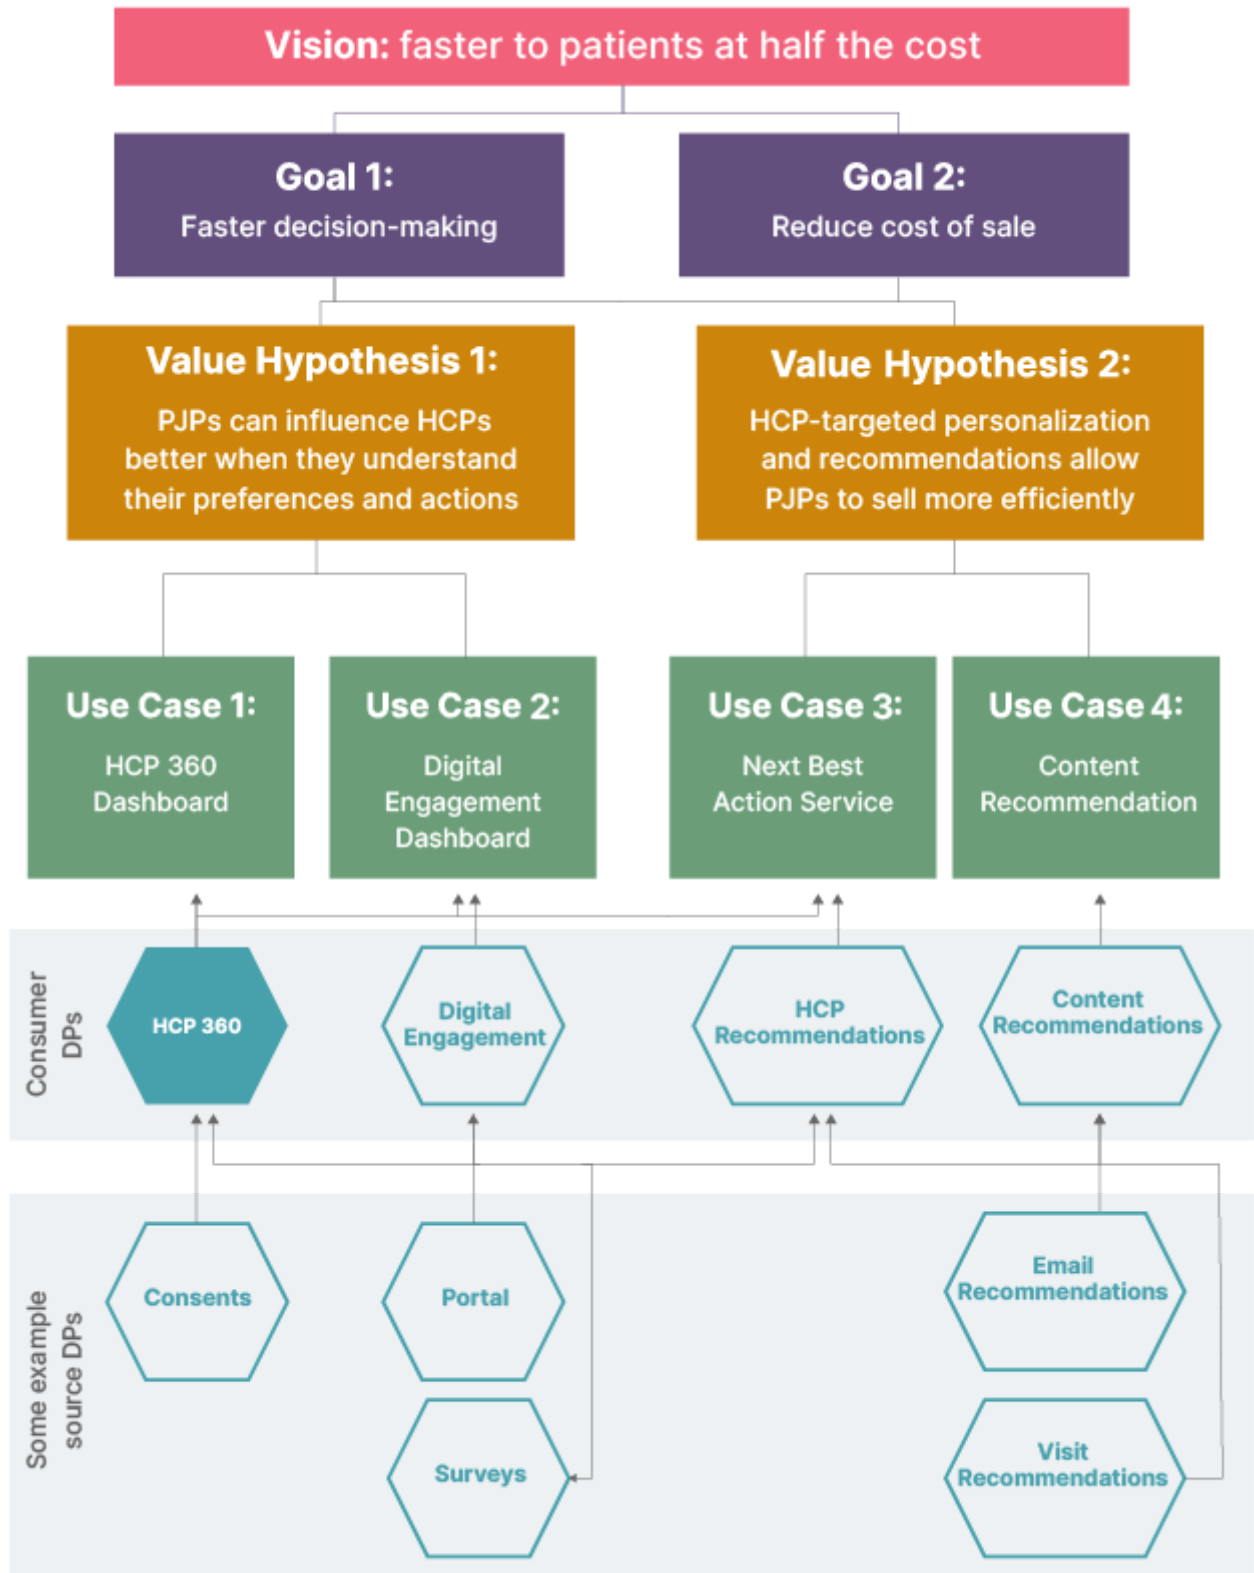 Vision: faster to patients at half the cost
Goal 1:
Faster decision-making
Goal 2:
Reduce cost of sale
Value Hypothesis 1:
PJPs can influence HCPs
better when they understand
their preferences and actions
Value Hypothesis 2:
HCP-targeted personalization
and recommendations allow
PJPs to sell more efficiently
Use Case 1:
HCP 360
Dashboard
Use Case 2:
Digital
Engagement
Dashboard
Use Case 3:
Next Best
Action Service
Use Case 4:
Content
Recommendation
Consumer
DPs
HCP 360
Digital
Engagement
HCP
Recommendations
Content
Recommendations
Some example
source DPs
Consents
Portal
Surveys
Email
Recommendations
Visit
Recommendations